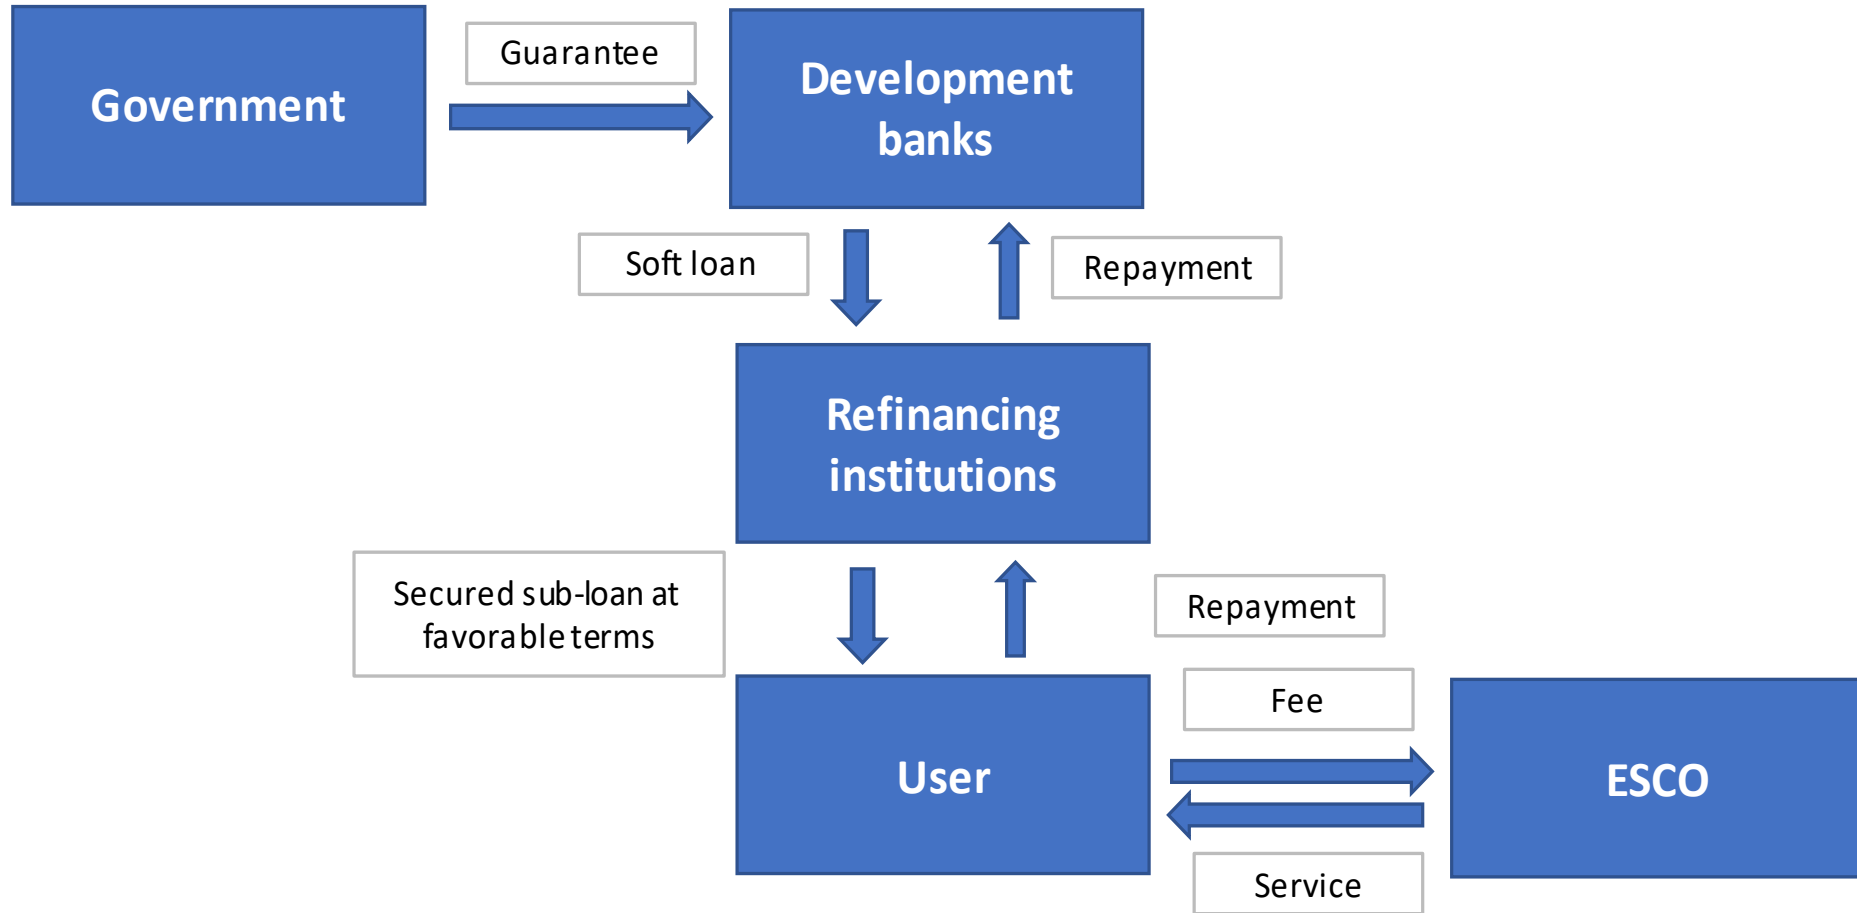 Government
Guarantee
Development
banks
Soft loan
Repayment
Refinancing
institutions
Secured sub-loan at
favorable terms
Repayment
User
Fee
ESCO
Service